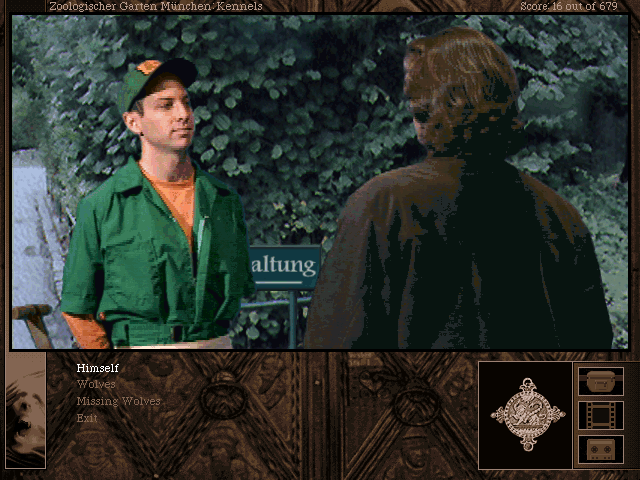 Zoologischer Garten München: Kennels
Score: 16 out of 679
altung
Himself
Wolves
Missing Wolves
Exit